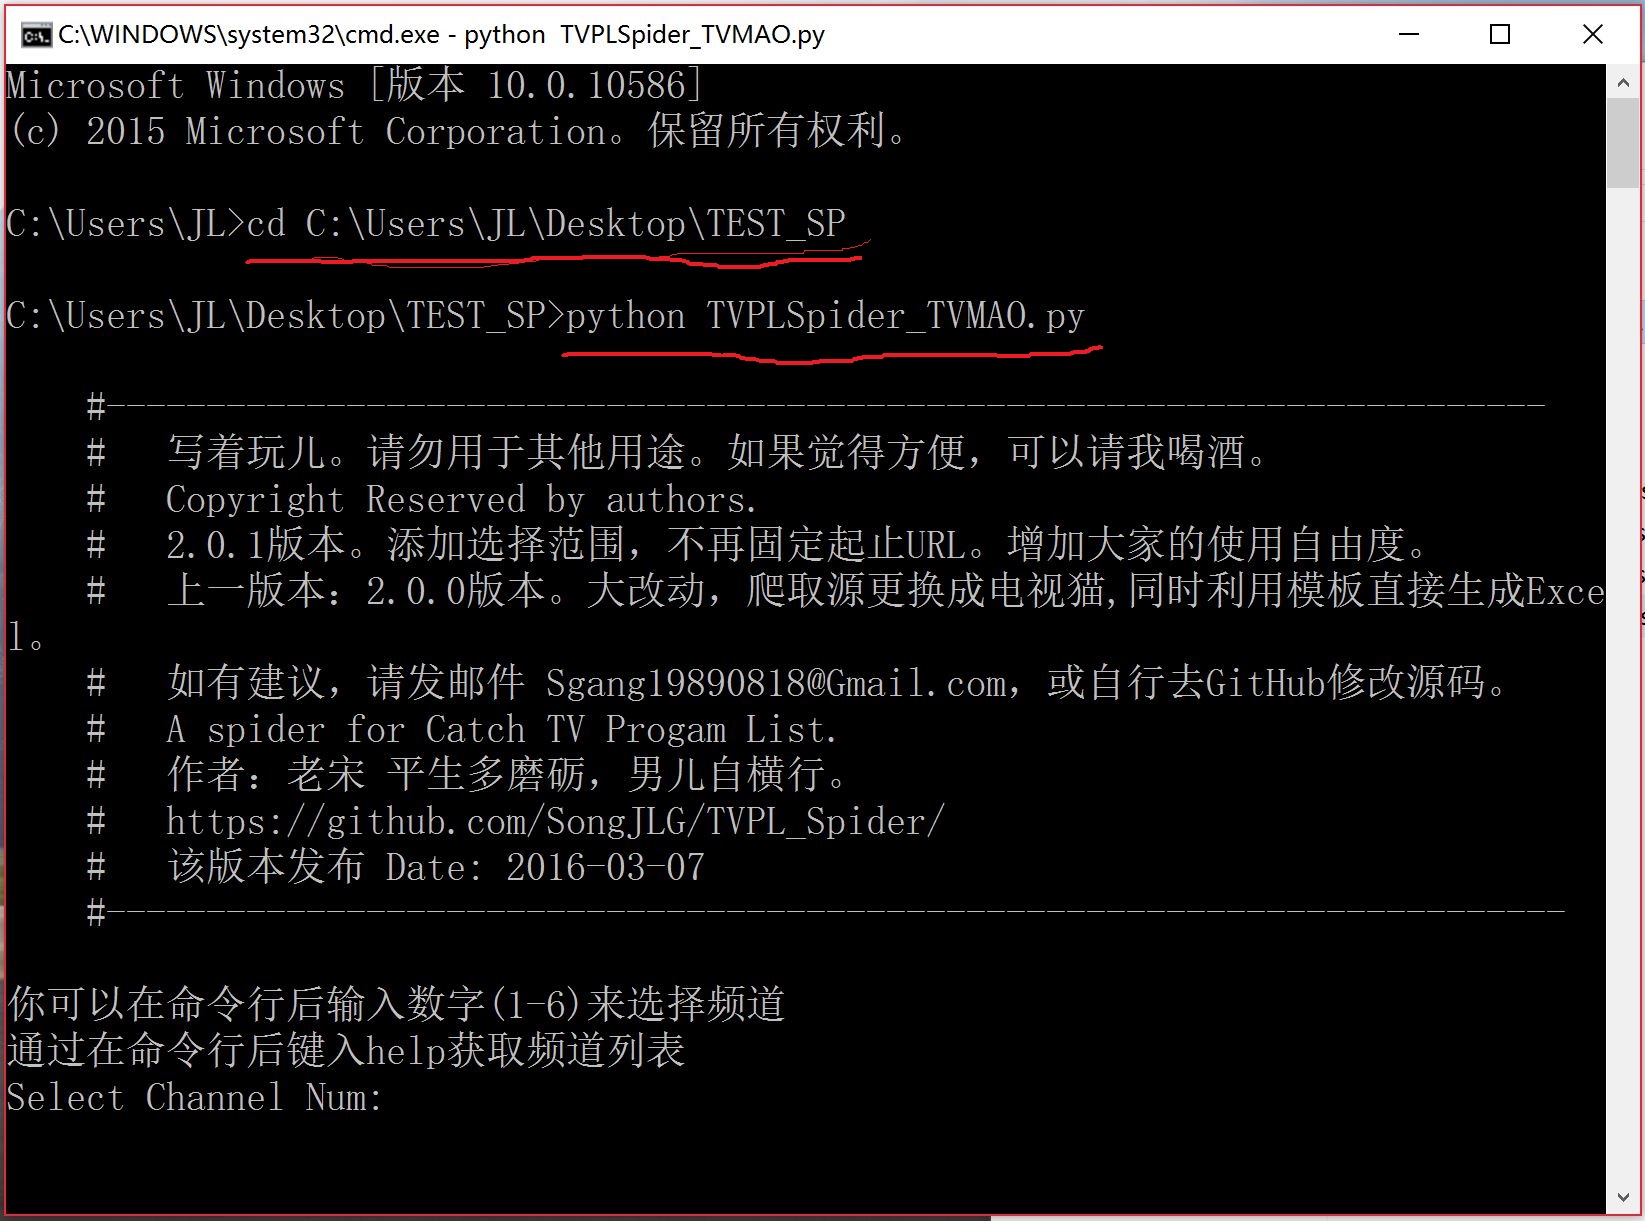 C:\WINDOWS\system32\cmd.exe - python  TVPLSpider_TVMAO.py
Microsoft Windows [版本 10.0.10586]
(c) 2015 Microsoft Corporation。保留所有权利。
C:\Users\JL>cd C:\Users\JL\Desktop\TEST_SP
C:\Users\JL\Desktop\TEST_SP>python TVPLSpider_TVMAO.py
#------------------------------------------------------------------------
#   写着玩儿。请勿用于其他用途。如果觉得方便，可以请我喝酒。
#   Copyright Reserved by authors.
#   2.0.1版本。添加选择范围，不再固定起止URL。增加大家的使用自由度。
#   上一版本：2.0.0版本。大改动，爬取源更换成电视猫,同时利用模板直接生成Exce
l。
#   如有建议，请发邮件 Sgang19890818@Gmail.com，或自行去GitHub修改源码。
#   A spider for Catch TV Progam List.
#   作者：老宋 平生多磨砺，男儿自横行。
#   https://github.com/SongJLG/TVPL_Spider/
#   该版本发布 Date: 2016-03-07
#-------------------------------------------------------------------------
你可以在命令行后输入数字(1-6)来选择频道
通过在命令行后键入help获取频道列表
Select Channel Num: